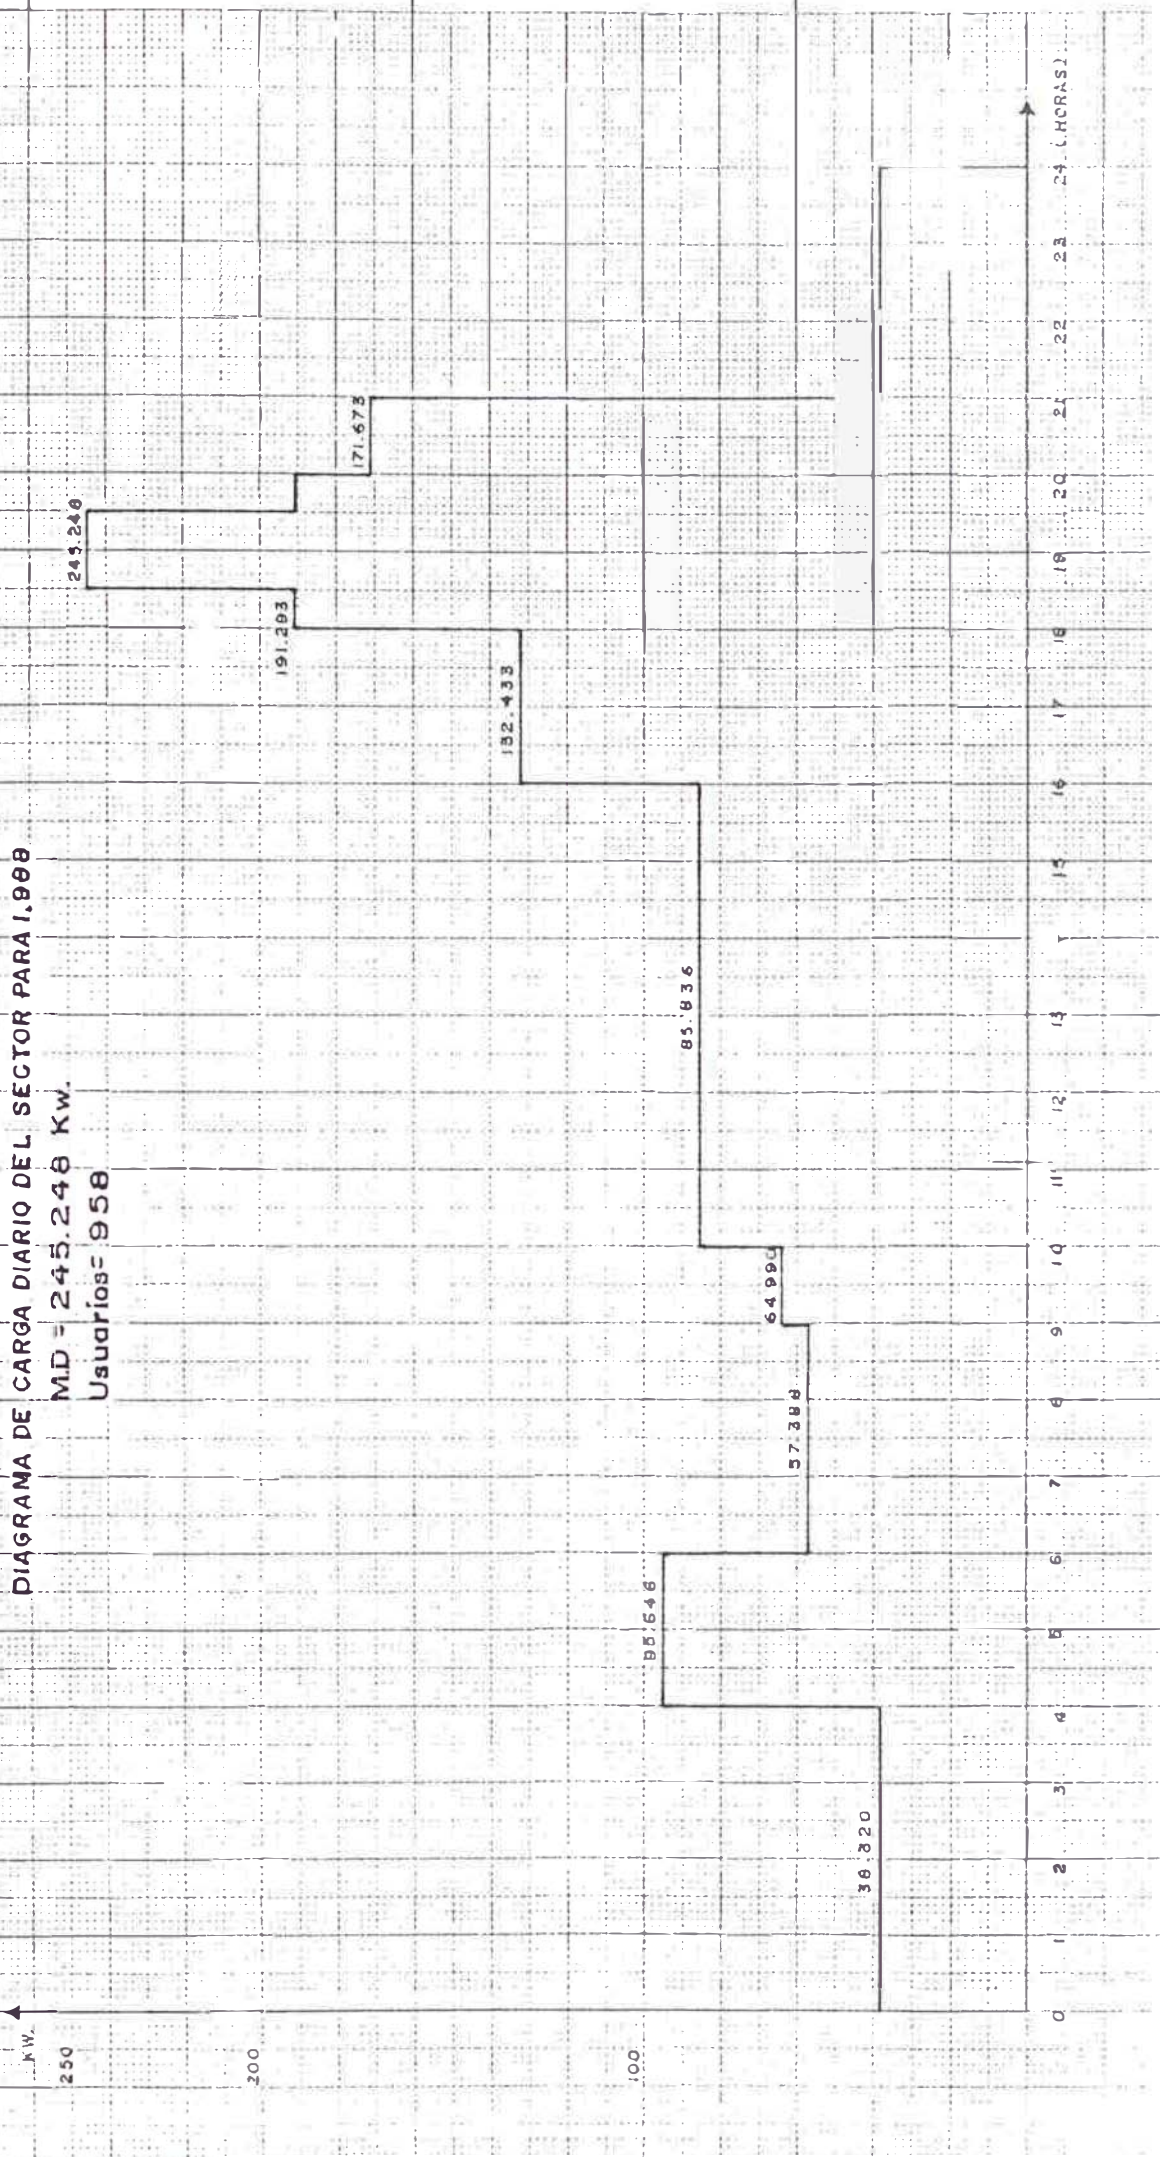 DIAGRAMA DE CARGA DIARIO DEL SECTOR PARA 1.988
M.D = 245.248 Kw.
Usuarios = 958
KW.
250
200
100
38.320
95.646
57.388
64.990
85.836
132.433
191.293
245.248
171.673
0 1 2 3 4 5 6 7 8 9 10 11 12 13 15 16 17 18 19 20 21 22 23 24 (HORAS)